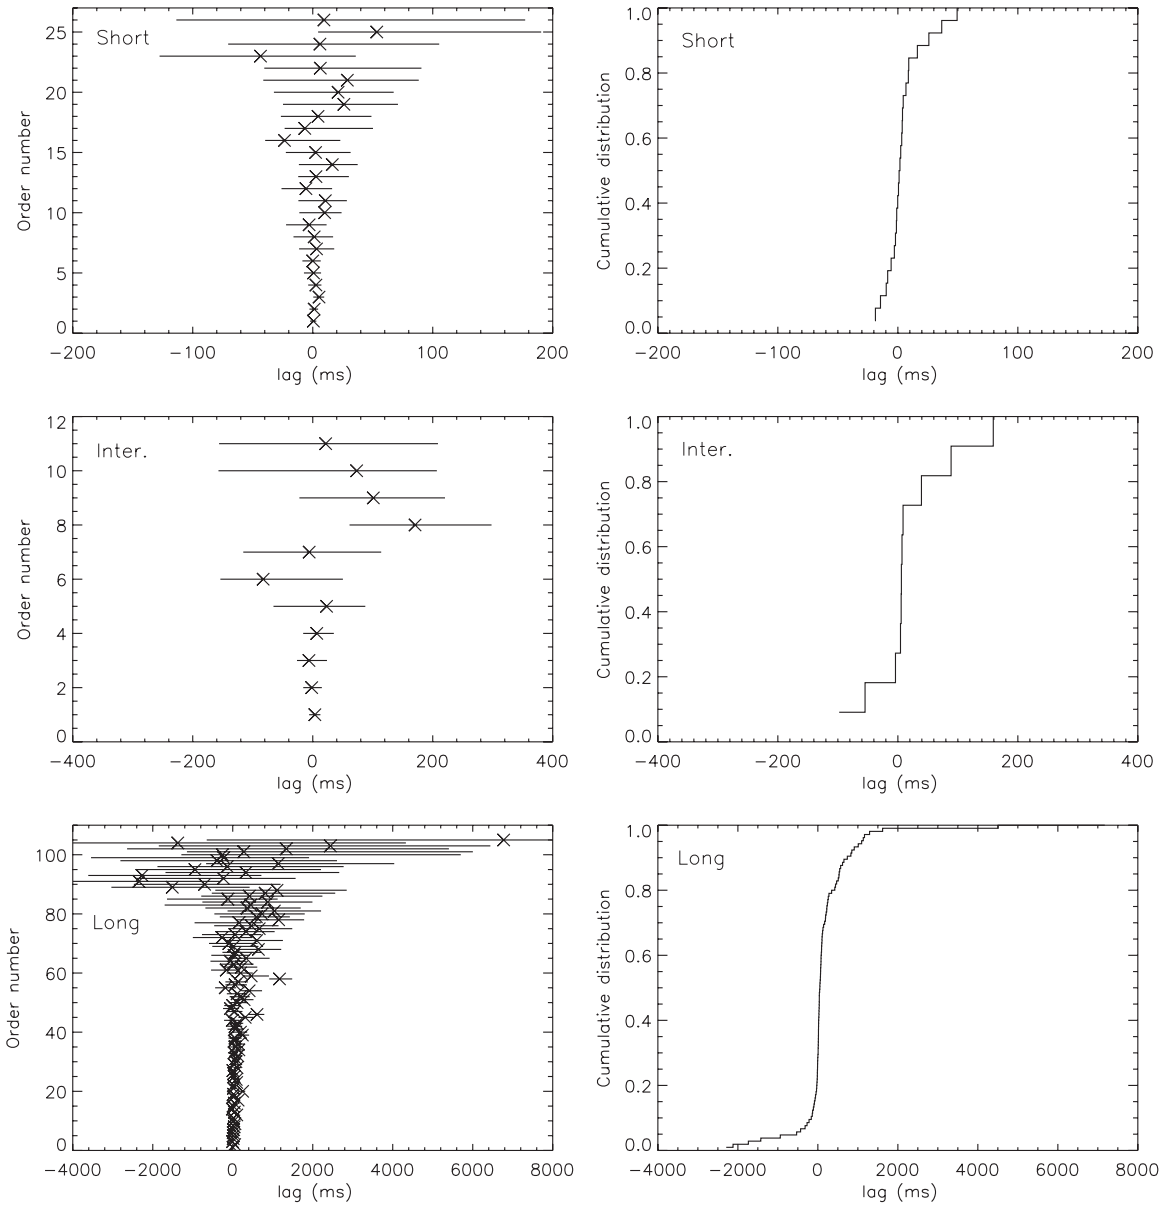 Short
Order number
25
20
15
10
5
0
-200 -100 0 100 200
lag (ms)
Short
Cumulative distribution
1.0
0.8
0.6
0.4
0.2
0.0
-200 -100 0 100 200
lag (ms)
Inter.
Order number
12
10
8
6
4
2
0
-400 -200 0 200 400
lag (ms)
Inter.
Cumulative distribution
1.0
0.8
0.6
0.4
0.2
0.0
-400 -200 0 200 400
lag (ms)
Long
Order number
100
80
60
40
20
0
-4000 -2000 0 2000 4000 6000 8000
lag (ms)
Long
Cumulative distribution
1.0
0.8
0.6
0.4
0.2
0.0
-4000 -2000 0 2000 4000 6000 8000
lag (ms)